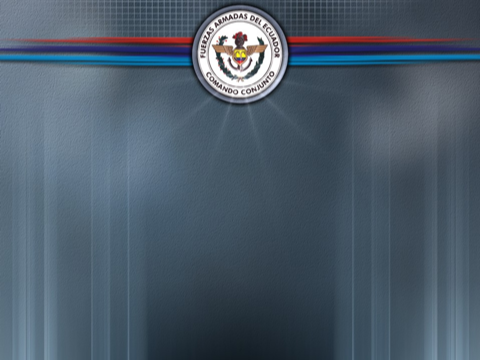 FUERZAS ARMADAS DEL ECUADOR
COMANDO CONJUNTO